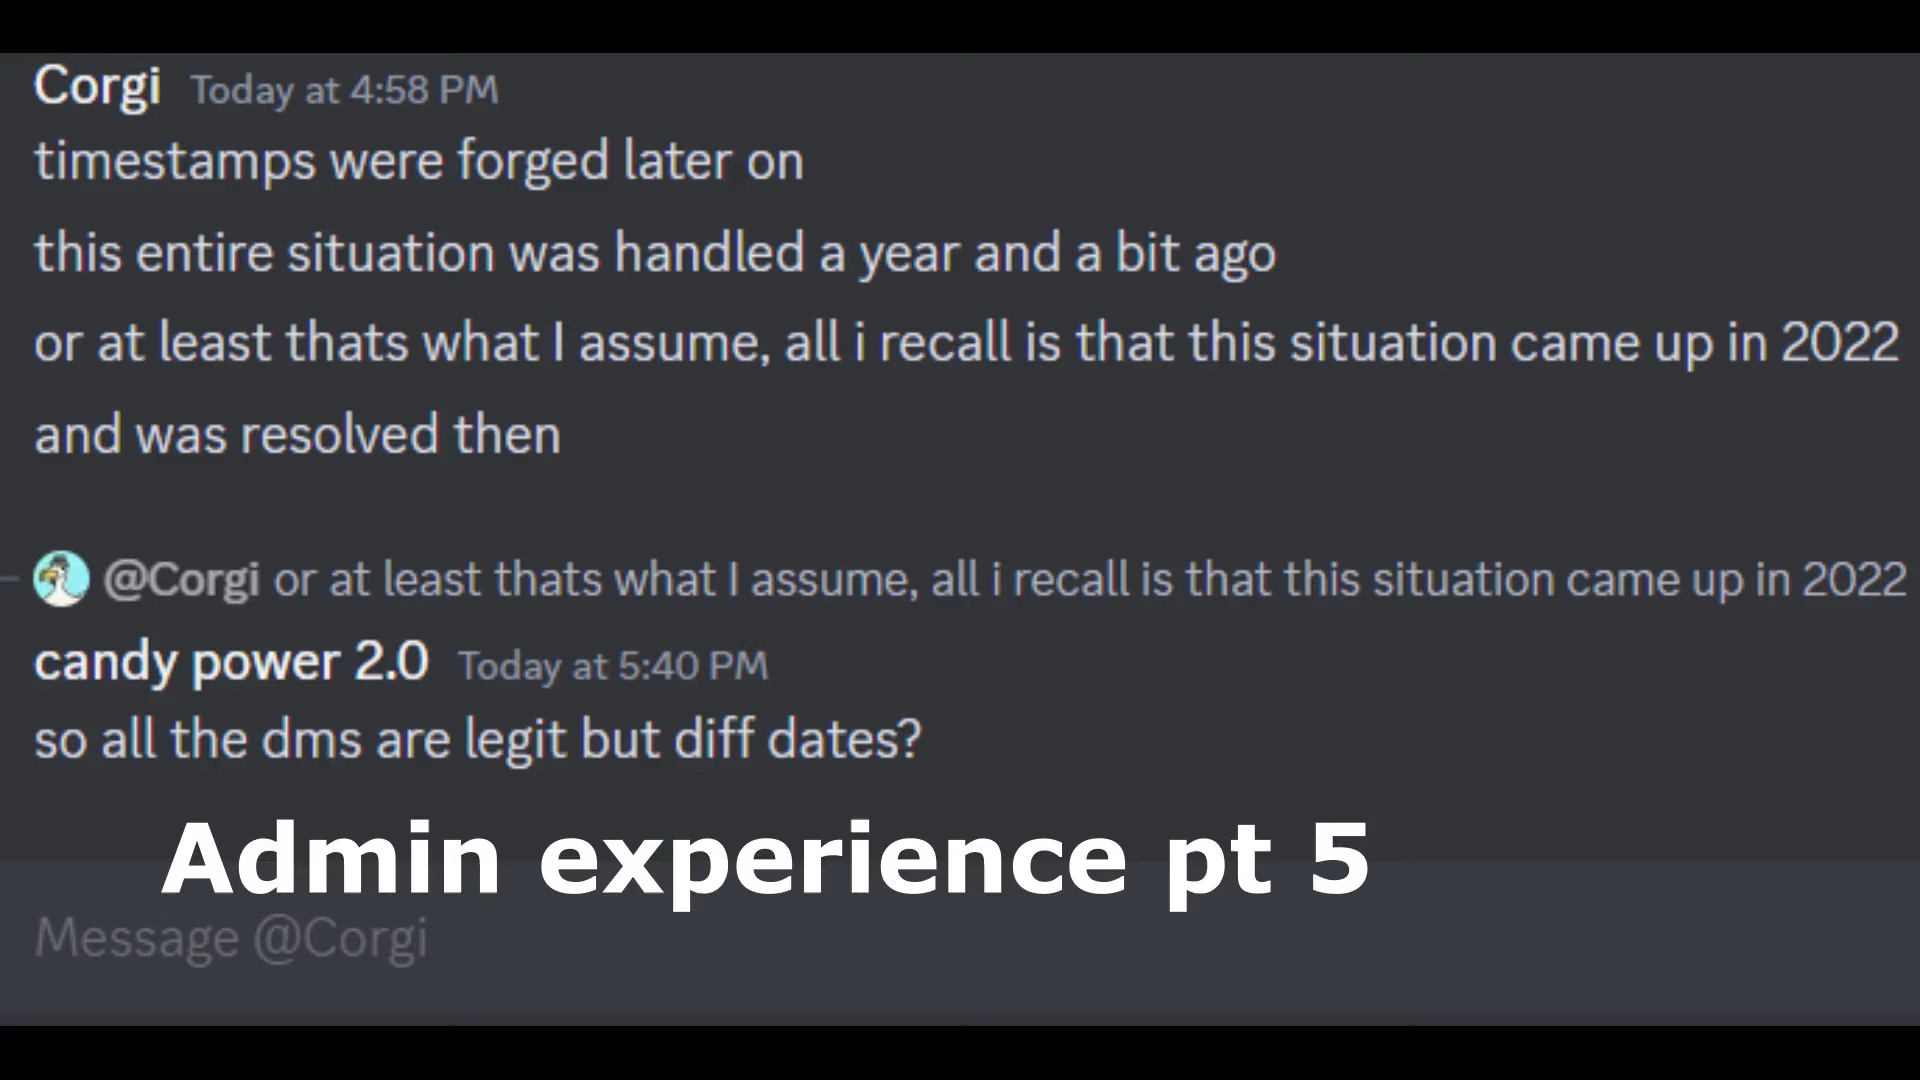 Corgi Today at 4:58 PM
timestamps were forged later on
this entire situation was handled a year and a bit ago
or at least thats what I assume, all i recall is that this situation came up in 2022
and was resolved then
@Corgi or at least thats what I assume, all i recall is that this situation came up in 2022
candy power 2.0 Today at 5:40 PM
so all the dms are legit but diff dates?
Admin experience pt 5
Message @Corgi